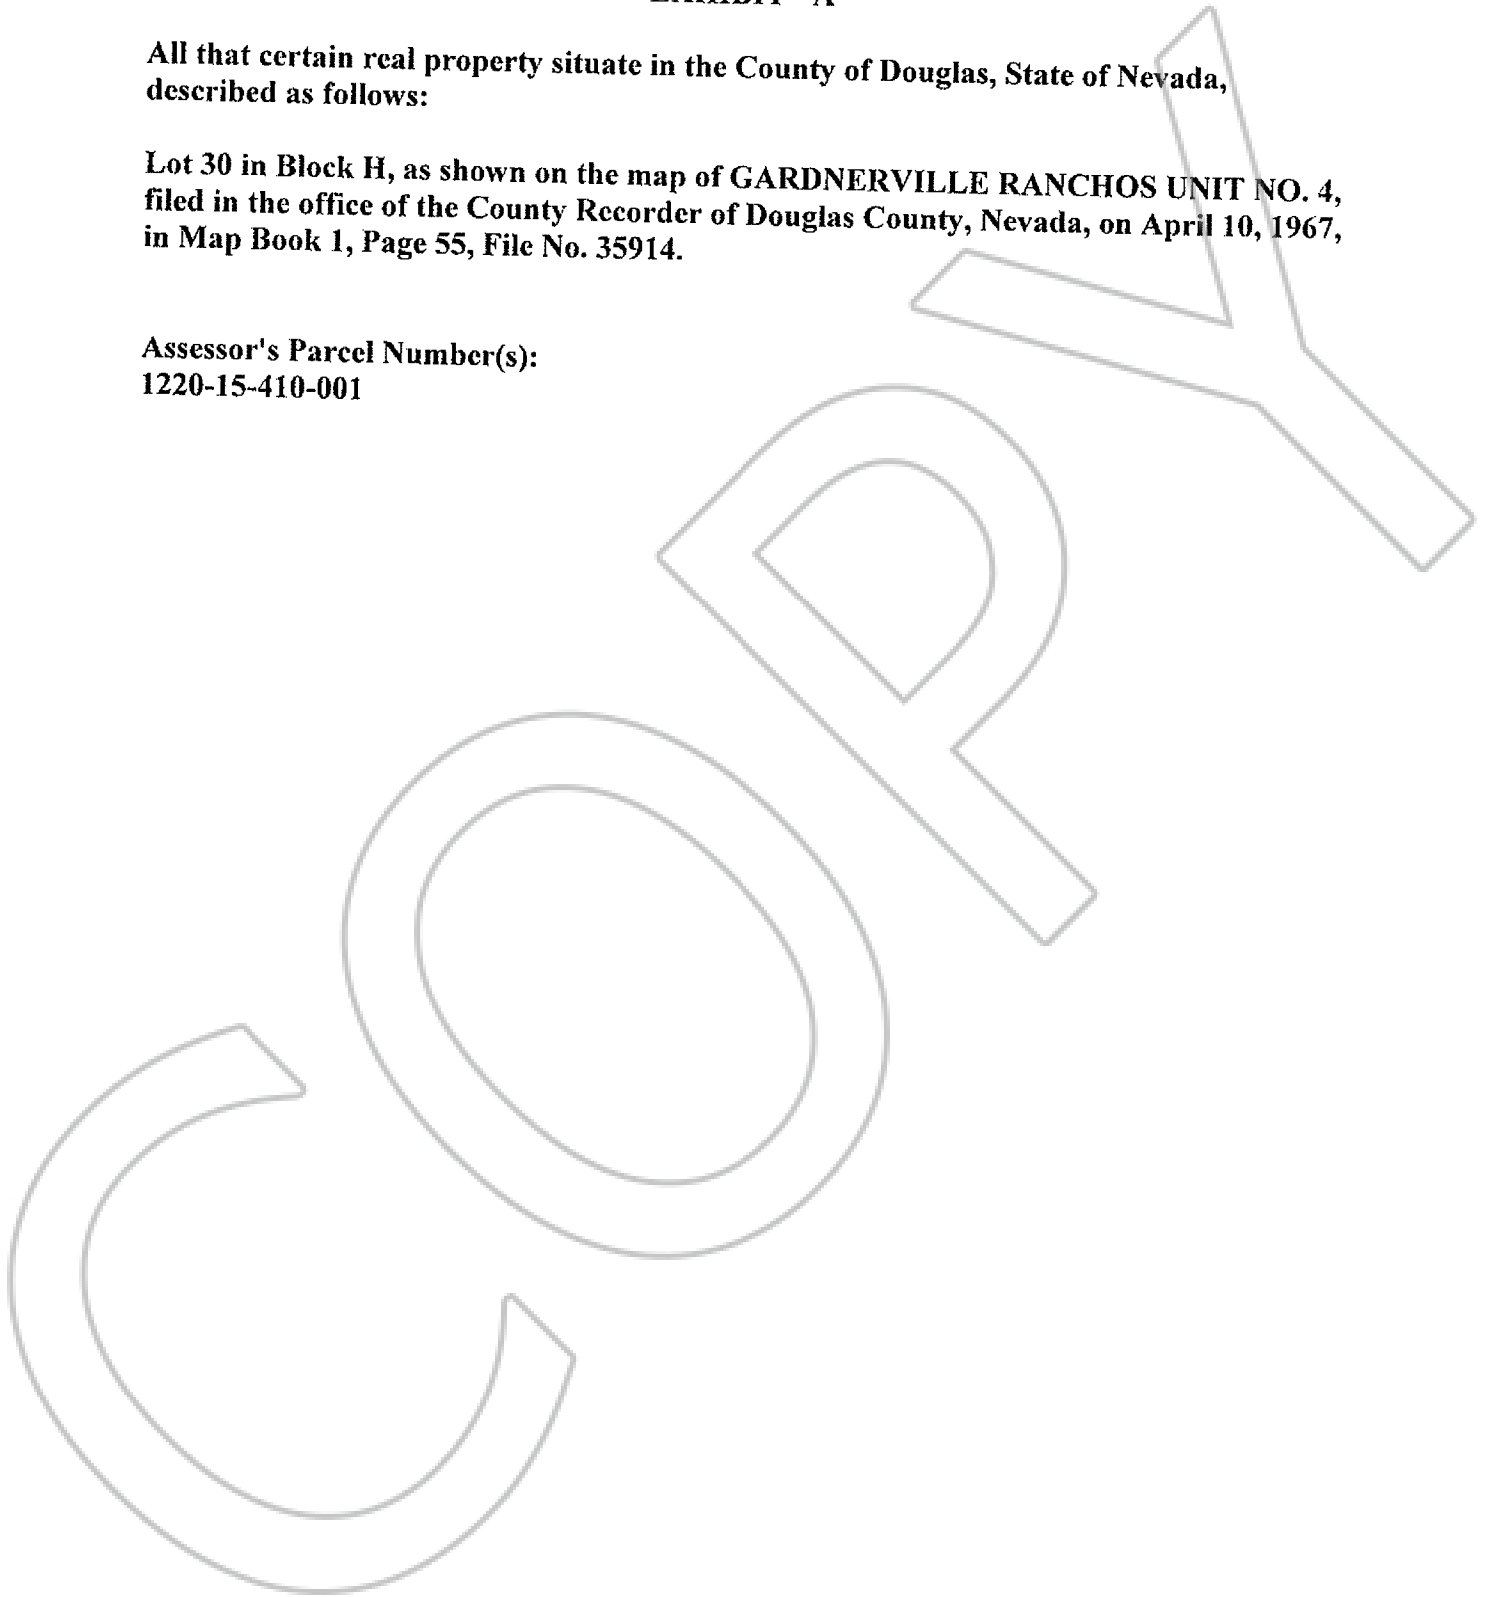 EXHIBIT "A"
All that certain real property situate in the County of Douglas, State of Nevada,
described as follows:
Lot 30 in Block H, as shown on the map of GARDNERVILLE RANCHOS UNIT NO. 4,
filed in the office of the County Recorder of Douglas County, Nevada, on April 10, 1967,
in Map Book 1, Page 55, File No. 35914.
Assessor's Parcel Number(s):
1220-15-410-001
COPY